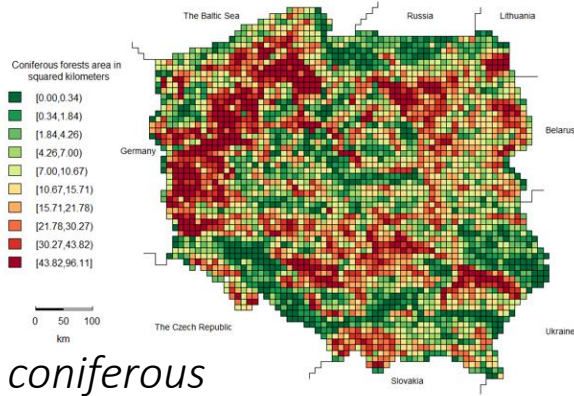 The Baltic Sea
Russia
Lithuania
Coniferous forests area in
squared kilometers
[0.00,0.34)
[0.34,1.84)
[1.84,4.26)
[4.26,7.00)
[7.00,10.67)
[10.67,15.71)
[15.71,21.78)
[21.78,30.27)
[30.27,43.82)
[43.82,96.11]
Germany
Belarus
0 50 100
km
The Czech Republic
Ukraine
Slovakia
coniferous